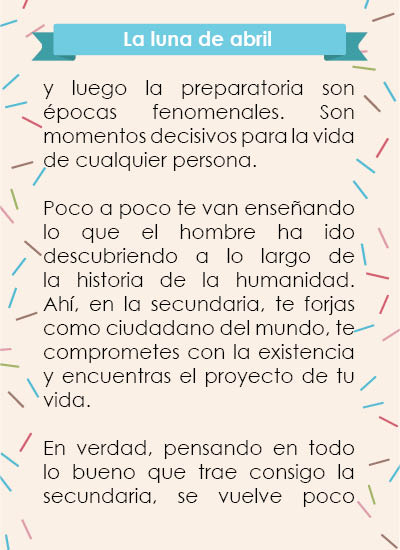 La luna de abril
y luego la preparatoria son
épocas fenomenales. Son
momentos decisivos para la vida
de cualquier persona.
Poco a poco te van enseñando
lo que el hombre ha ido
descubriendo a lo largo de
la historia de la humanidad.
Ahí, en la secundaria, te forjas
como ciudadano del mundo, te
comprometes con la existencia
y encuentras el proyecto de tu
vida.
En verdad, pensando en todo
lo bueno que trae consigo la
secundaria, se vuelve poco